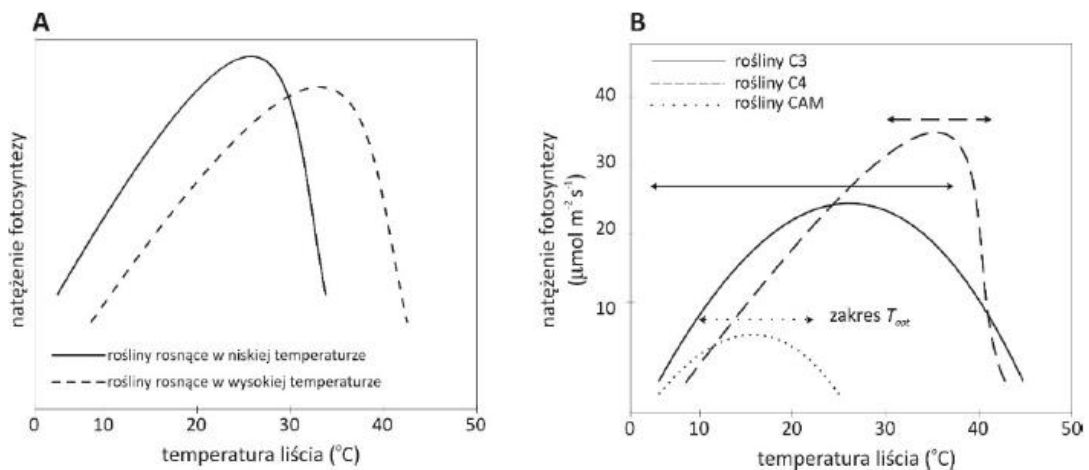 A
natężenie fotosyntezy
rośliny rosnące w niskiej temperaturze
rośliny rosnące w wysokiej temperaturze
0 10 20 30 40 50
temperatura liścia (°C)
B
rośliny C3
rośliny C4
rośliny CAM
natężenie fotosyntezy
(μmol m⁻² s⁻¹)
40
30
20
10
zakres Tₒₚₜ
0 10 20 30 40 50
temperatura liścia (°C)